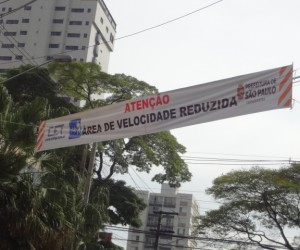 ATENÇÃO
ÁREA DE VELOCIDADE REDUZIDA
CET
PREFEITURA DE
SÃO PAULO